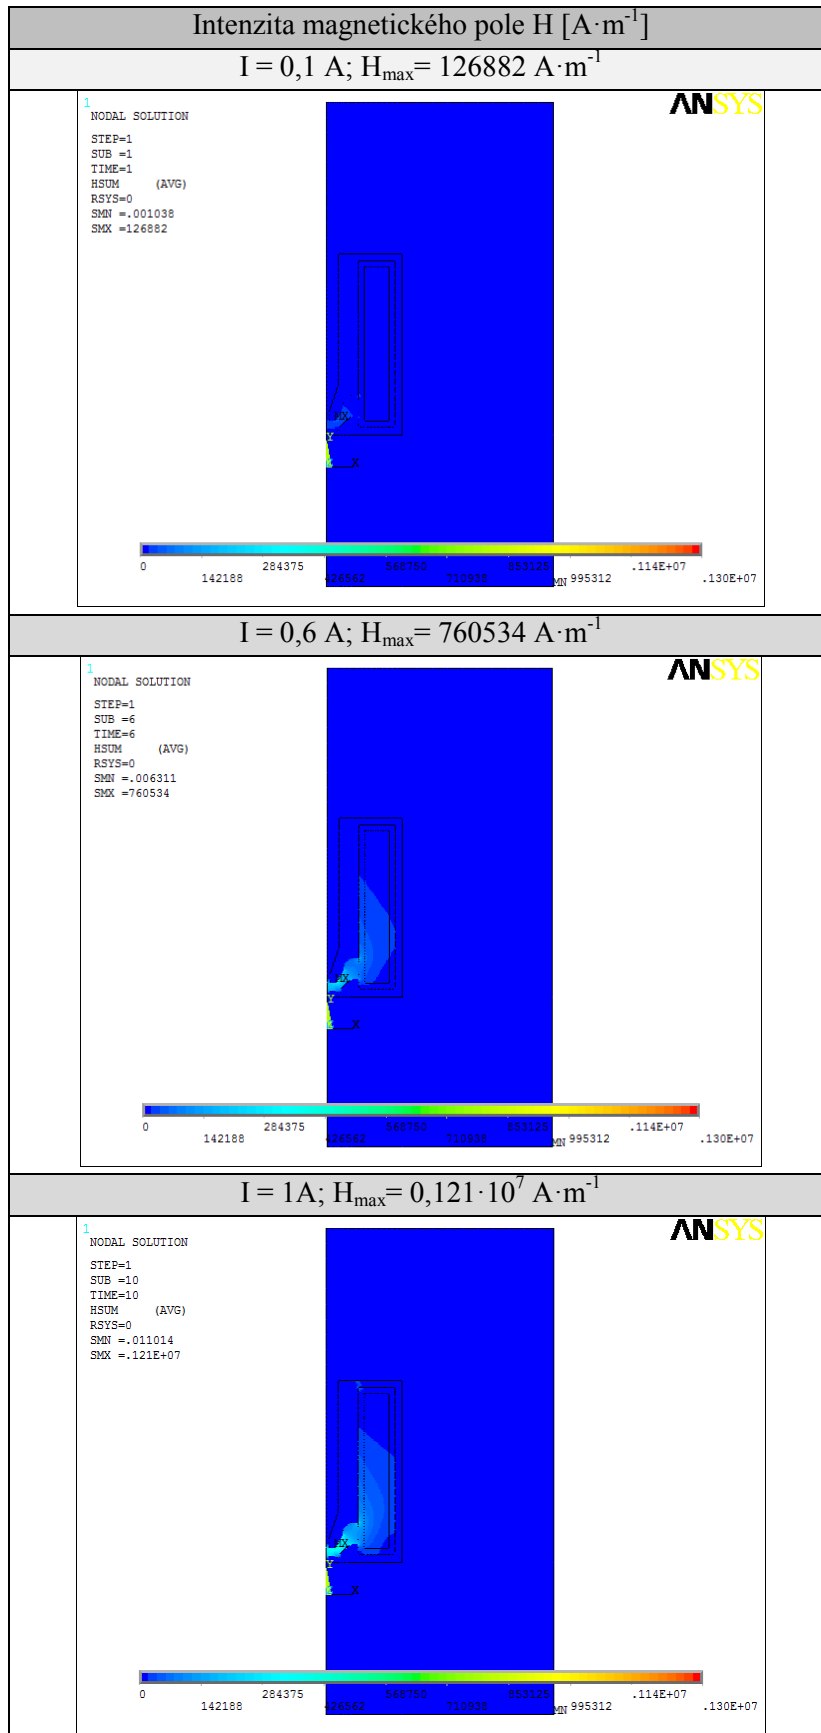 Intenzita magnetického pole H [A·m⁻¹]
I = 0,1 A; Hmax= 126882 A·m⁻¹
1
NODAL SOLUTION
ANSYS
STEP=1
SUB =1
TIME=1
HSUM (AVG)
RSYS=0
SMN =.001038
SMX =126882
MX
Y
X
0 284375 568750 853125 .114E+07
142188 426562 710938 MN 995312 .130E+07
I = 0,6 A; Hmax= 760534 A·m⁻¹
1
NODAL SOLUTION
ANSYS
STEP=1
SUB =6
TIME=6
HSUM (AVG)
RSYS=0
SMN =.006311
SMX =760534
MX
Y
X
0 284375 568750 853125 .114E+07
142188 426562 710938 MN 995312 .130E+07
I = 1A; Hmax= 0,121·10⁷ A·m⁻¹
1
NODAL SOLUTION
ANSYS
STEP=1
SUB =10
TIME=10
HSUM (AVG)
RSYS=0
SMN =.011014
SMX =.121E+07
MX
Y
X
0 284375 568750 853125 .114E+07
142188 426562 710938 MN 995312 .130E+07